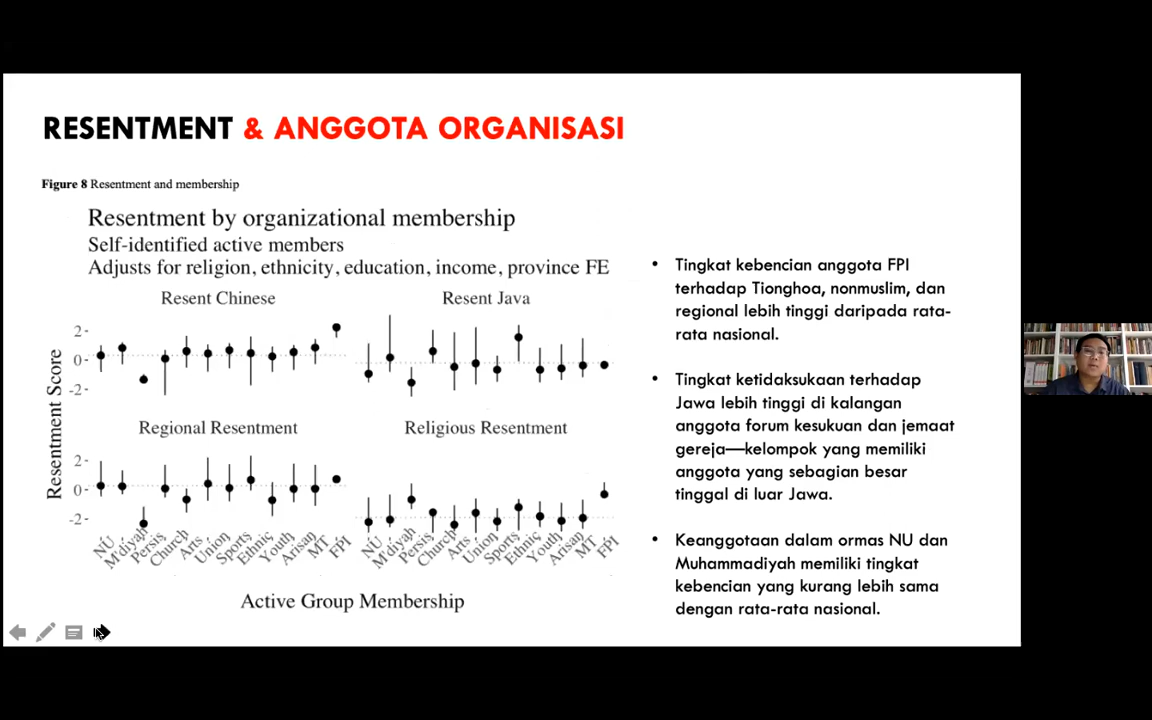 RESENTMENT & ANGGOTA ORGANISASI
Figure 8 Resentment and membership
Resentment by organizational membership
Self-identified active members
Adjusts for religion, ethnicity, education, income, province FE
Resent Chinese
Resent Java
2
0
-2
Regional Resentment
Religious Resentment
2
0
-2
Resentment Score
NU
M'diyah
Persis
Church
Arts
Union
Sports
Ethnic
Youth
Arisan
MT
FPI
NU
M'diyah
Persis
Church
Arts
Union
Sports
Ethnic
Youth
Arisan
MT
FPI
Active Group Membership
• Tingkat kebencian anggota FPI
terhadap Tionghoa, nonmuslim, dan
regional lebih tinggi daripada rata-
rata nasional.
• Tingkat ketidaksukaan terhadap
Jawa lebih tinggi di kalangan
anggota forum kesukuan dan jemaat
gereja—kelompok yang memiliki
anggota yang sebagian besar
tinggal di luar Jawa.
• Keanggotaan dalam ormas NU dan
Muhammadiyah memiliki tingkat
kebencian yang kurang lebih sama
dengan rata-rata nasional.